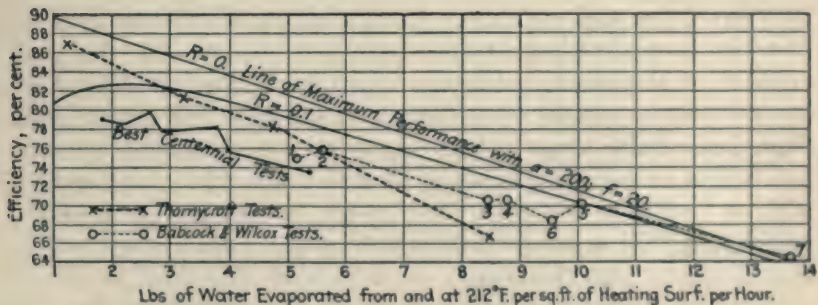 90
88
86
84
82
80
78
76
74
72
70
68
66
64
Efficiency, per cent.
R=0. Line of Maximum Performance with a=200; f=20.
R=0.1
Best Centennial Tests
Thornycroft Tests.
Babcock & Wilcox Tests.
1
2
3
4
6
5
7
1 2 3 4 5 6 7 8 9 10 11 12 13 14
Lbs of Water Evaporated from and at 212°F. per sq.ft. of Heating Surf. per Hour.